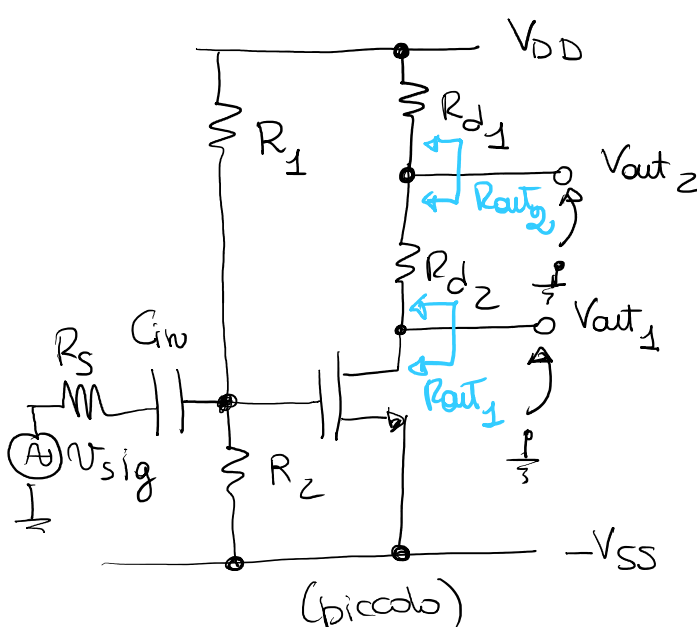 VDD
Rd1
R1
Vout2
Rout2
Rd2
Vout1
Rs
Cin
Rout1
vsig
R2
-VSS
(piccolo)